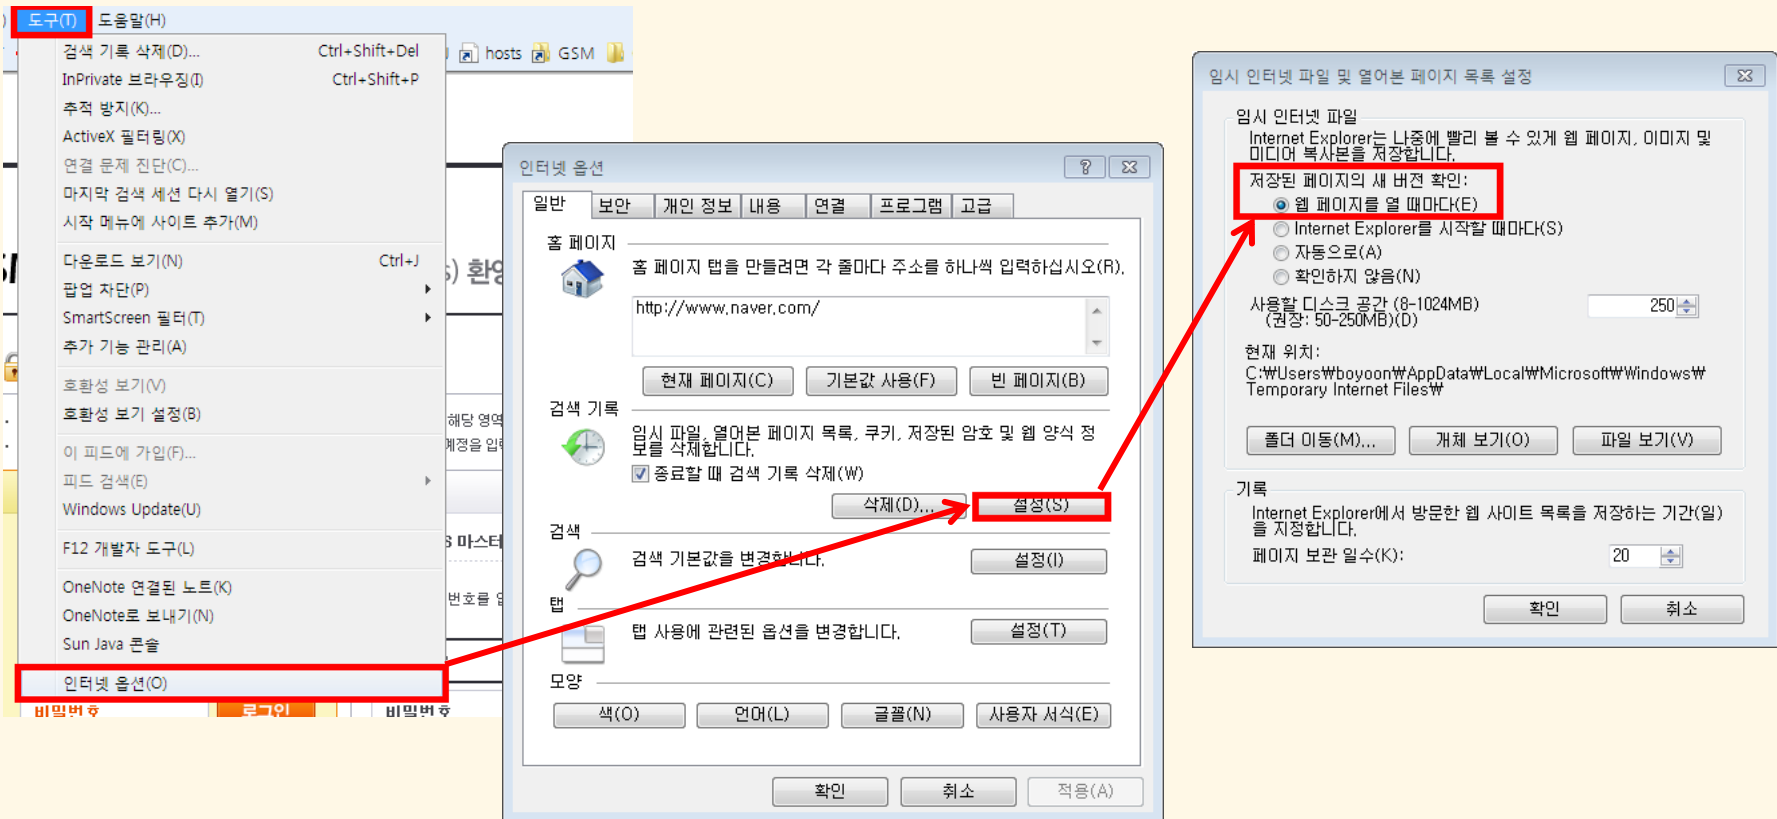 도구(T) 도움말(H)
검색 기록 삭제(D)... Ctrl+Shift+Del
InPrivate 브라우징(I) Ctrl+Shift+P
추적 방지(K)...
ActiveX 필터링(X)
연결 문제 진단(C)...
마지막 검색 세션 다시 열기(S)
시작 메뉴에 사이트 추가(M)
다운로드 보기(N) Ctrl+J
팝업 차단(P)
SmartScreen 필터(T)
추가 기능 관리(A)
호환성 보기(V)
호환성 보기 설정(B)
이 피드에 가입(F)...
피드 검색(E)
Windows Update(U)
F12 개발자 도구(L)
OneNote 연결된 노트(K)
OneNote로 보내기(N)
Sun Java 콘솔
인터넷 옵션(O)
hosts GSM
해당 영역
마스터
번호를
비밀번호 로그인 비밀번호
인터넷 옵션
일반 보안 개인 정보 내용 연결 프로그램 고급
홈 페이지
홈 페이지 탭을 만들려면 각 줄마다 주소를 하나씩 입력하십시오(R).
http://www.naver.com/
현재 페이지(C) 기본값 사용(F) 빈 페이지(B)
검색 기록
임시 파일, 열어본 페이지 목록, 쿠키, 저장된 암호 및 웹 양식 정
보를 삭제합니다.
종료할 때 검색 기록 삭제(W)
삭제(D)... 설정(S)
검색
검색 기본값을 변경합니다. 설정(I)
탭
탭 사용에 관련된 옵션을 변경합니다. 설정(T)
모양
색(O) 언어(L) 글꼴(N) 사용자 서식(E)
확인 취소 적용(A)
임시 인터넷 파일 및 열어본 페이지 목록 설정
임시 인터넷 파일
Internet Explorer는 나중에 빨리 볼 수 있게 웹 페이지, 이미지 및
미디어 복사본을 저장합니다.
저장된 페이지의 새 버전 확인:
웹 페이지를 열 때마다(E)
Internet Explorer를 시작할 때마다(S)
자동으로(A)
확인하지 않음(N)
사용할 디스크 공간 (8-1024MB) 250
(권장: 50-250MB)(D)
현재 위치:
C:₩Users₩boyoon₩AppData₩Local₩Microsoft₩Windows₩
Temporary Internet Files₩
폴더 이동(M)... 개체 보기(O) 파일 보기(V)
기록
Internet Explorer에서 방문한 웹 사이트 목록을 저장하는 기간(일)
을 지정합니다.
페이지 보관 일수(K): 20
확인 취소